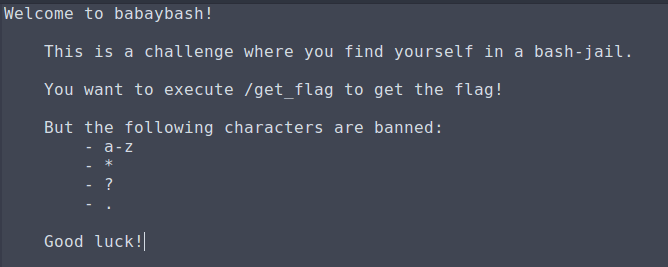 Welcome to babaybash!
This is a challenge where you find yourself in a bash-jail.
You want to execute /get_flag to get the flag!
But the following characters are banned:
- a-z
- *
- ?
- .
Good luck!